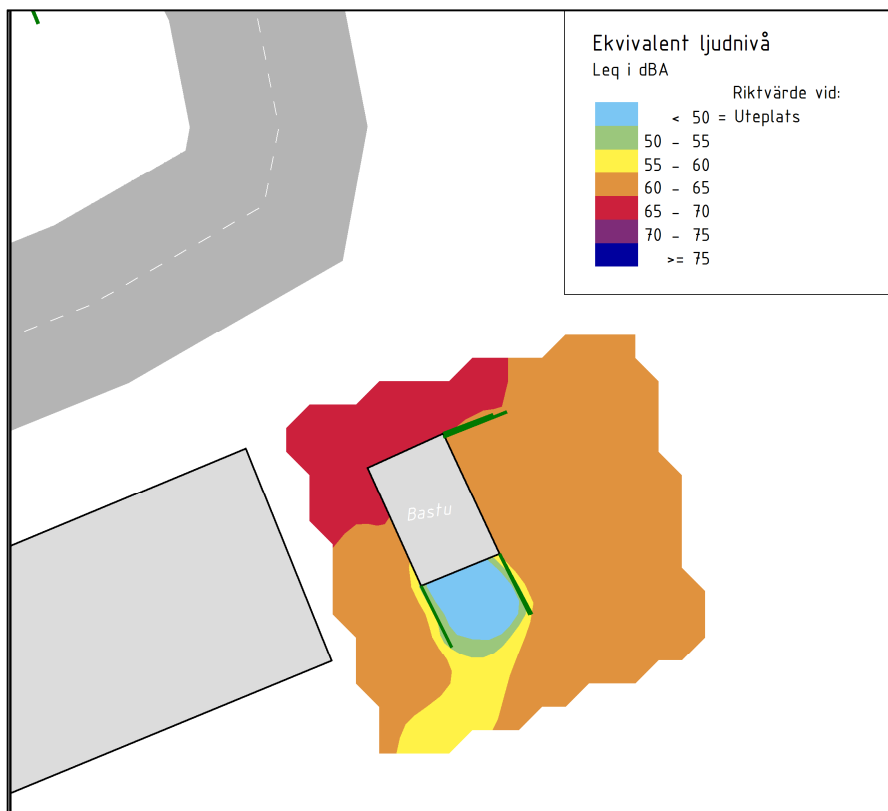 Ekvivalent ljudnivå
Leq i dBA
Riktvärde vid:
< 50 = Uteplats
50 - 55
55 - 60
60 - 65
65 - 70
70 - 75
>= 75
Bastu